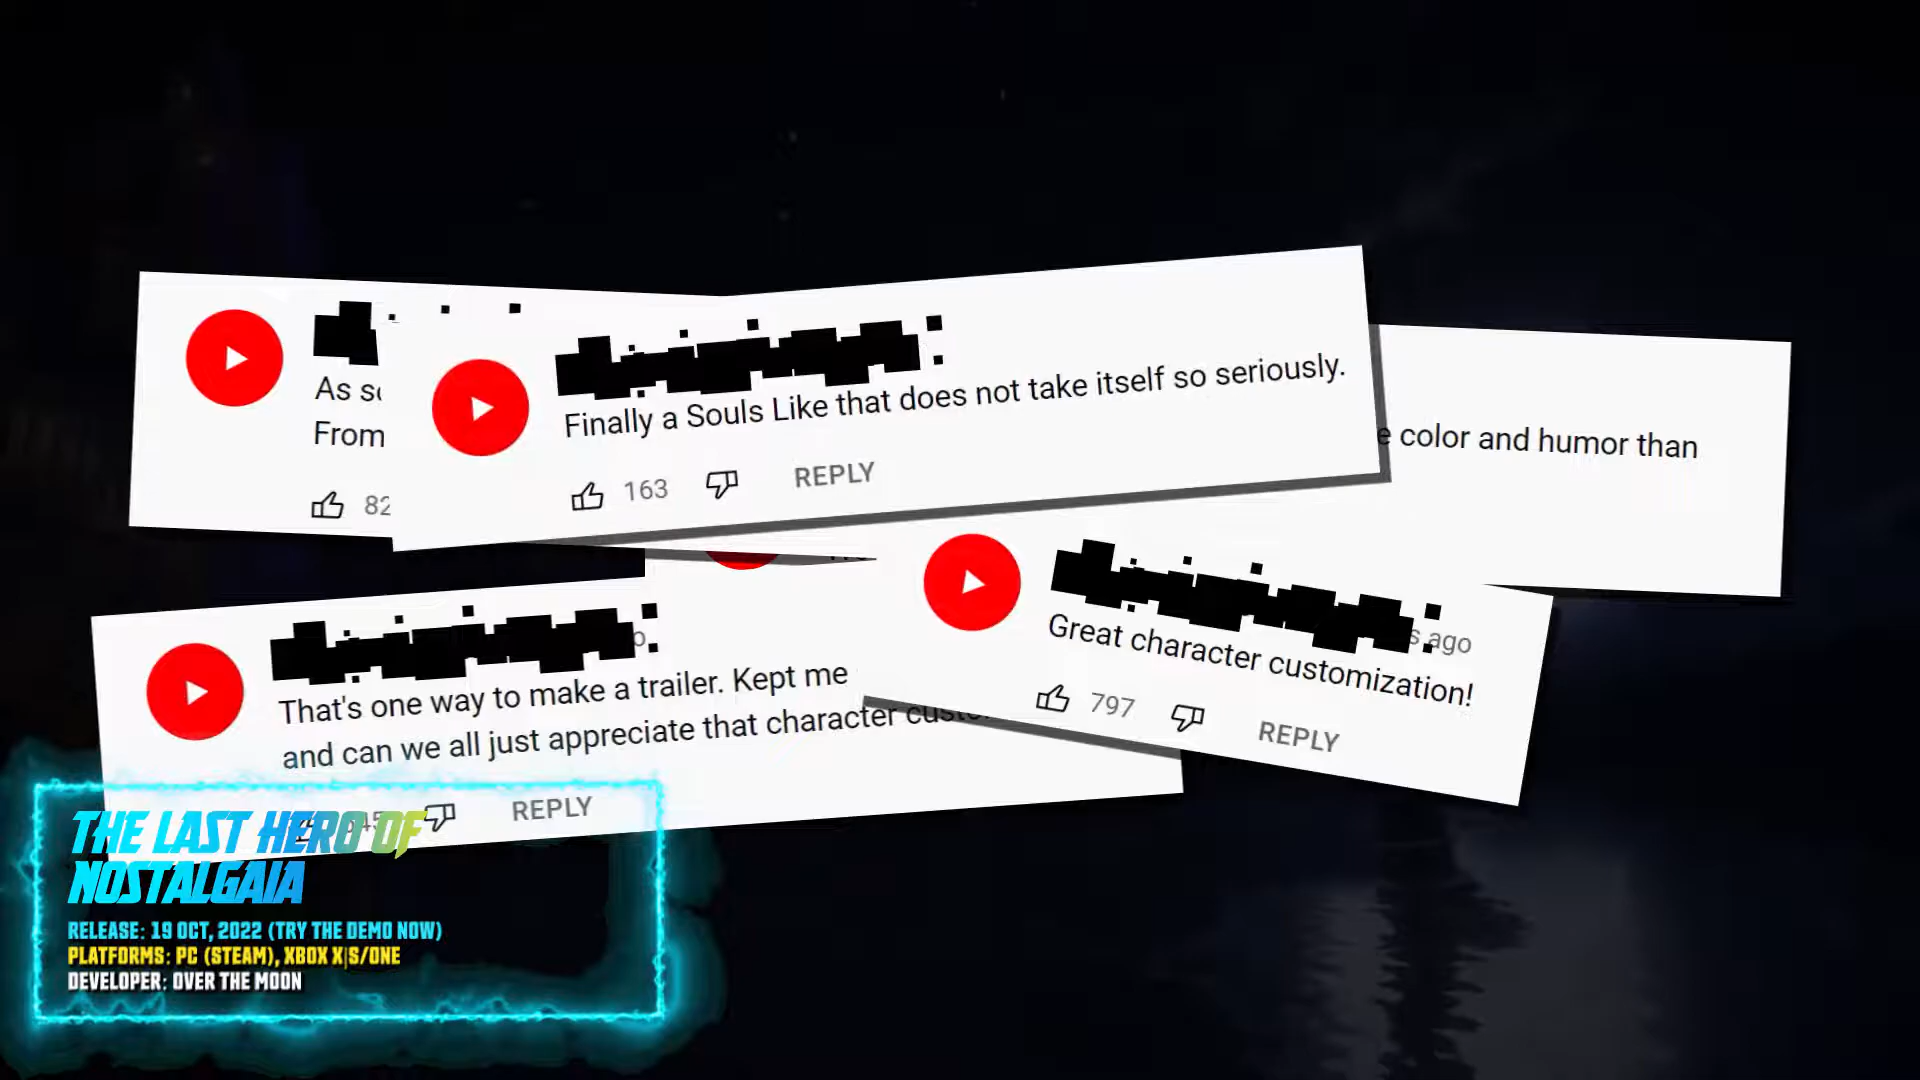 As
From
82
Finally a Souls Like that does not take itself so seriously.
163 REPLY
color and humor than
ago
Great character customization!
797 REPLY
That's one way to make a trailer. Kept me
and can we all just appreciate that character
REPLY
THE LAST HERO OF
NOSTALGAIA
RELEASE: 19 OCT, 2022 (TRY THE DEMO NOW)
PLATFORMS: PC (STEAM), XBOX X|S/ONE
DEVELOPER: OVER THE MOON